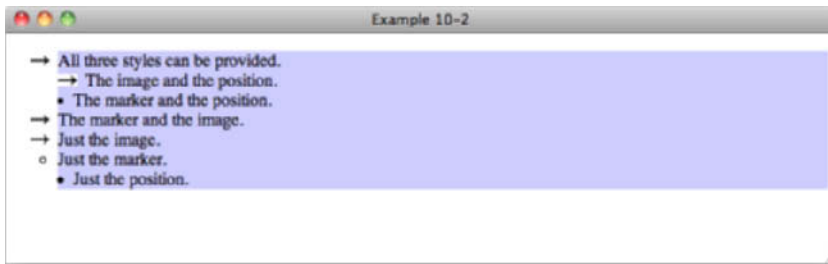 Example 10-2
All three styles can be provided.
The image and the position.
The marker and the position.
The marker and the image.
Just the image.
Just the marker.
Just the position.